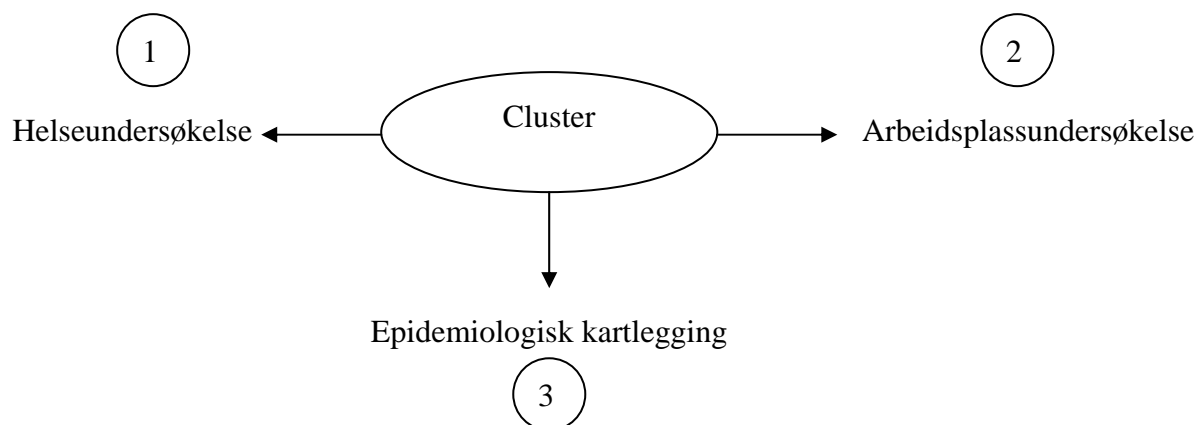 1
2
Cluster
Helseundersøkelse
Arbeidsplassundersøkelse
Epidemiologisk kartlegging
3